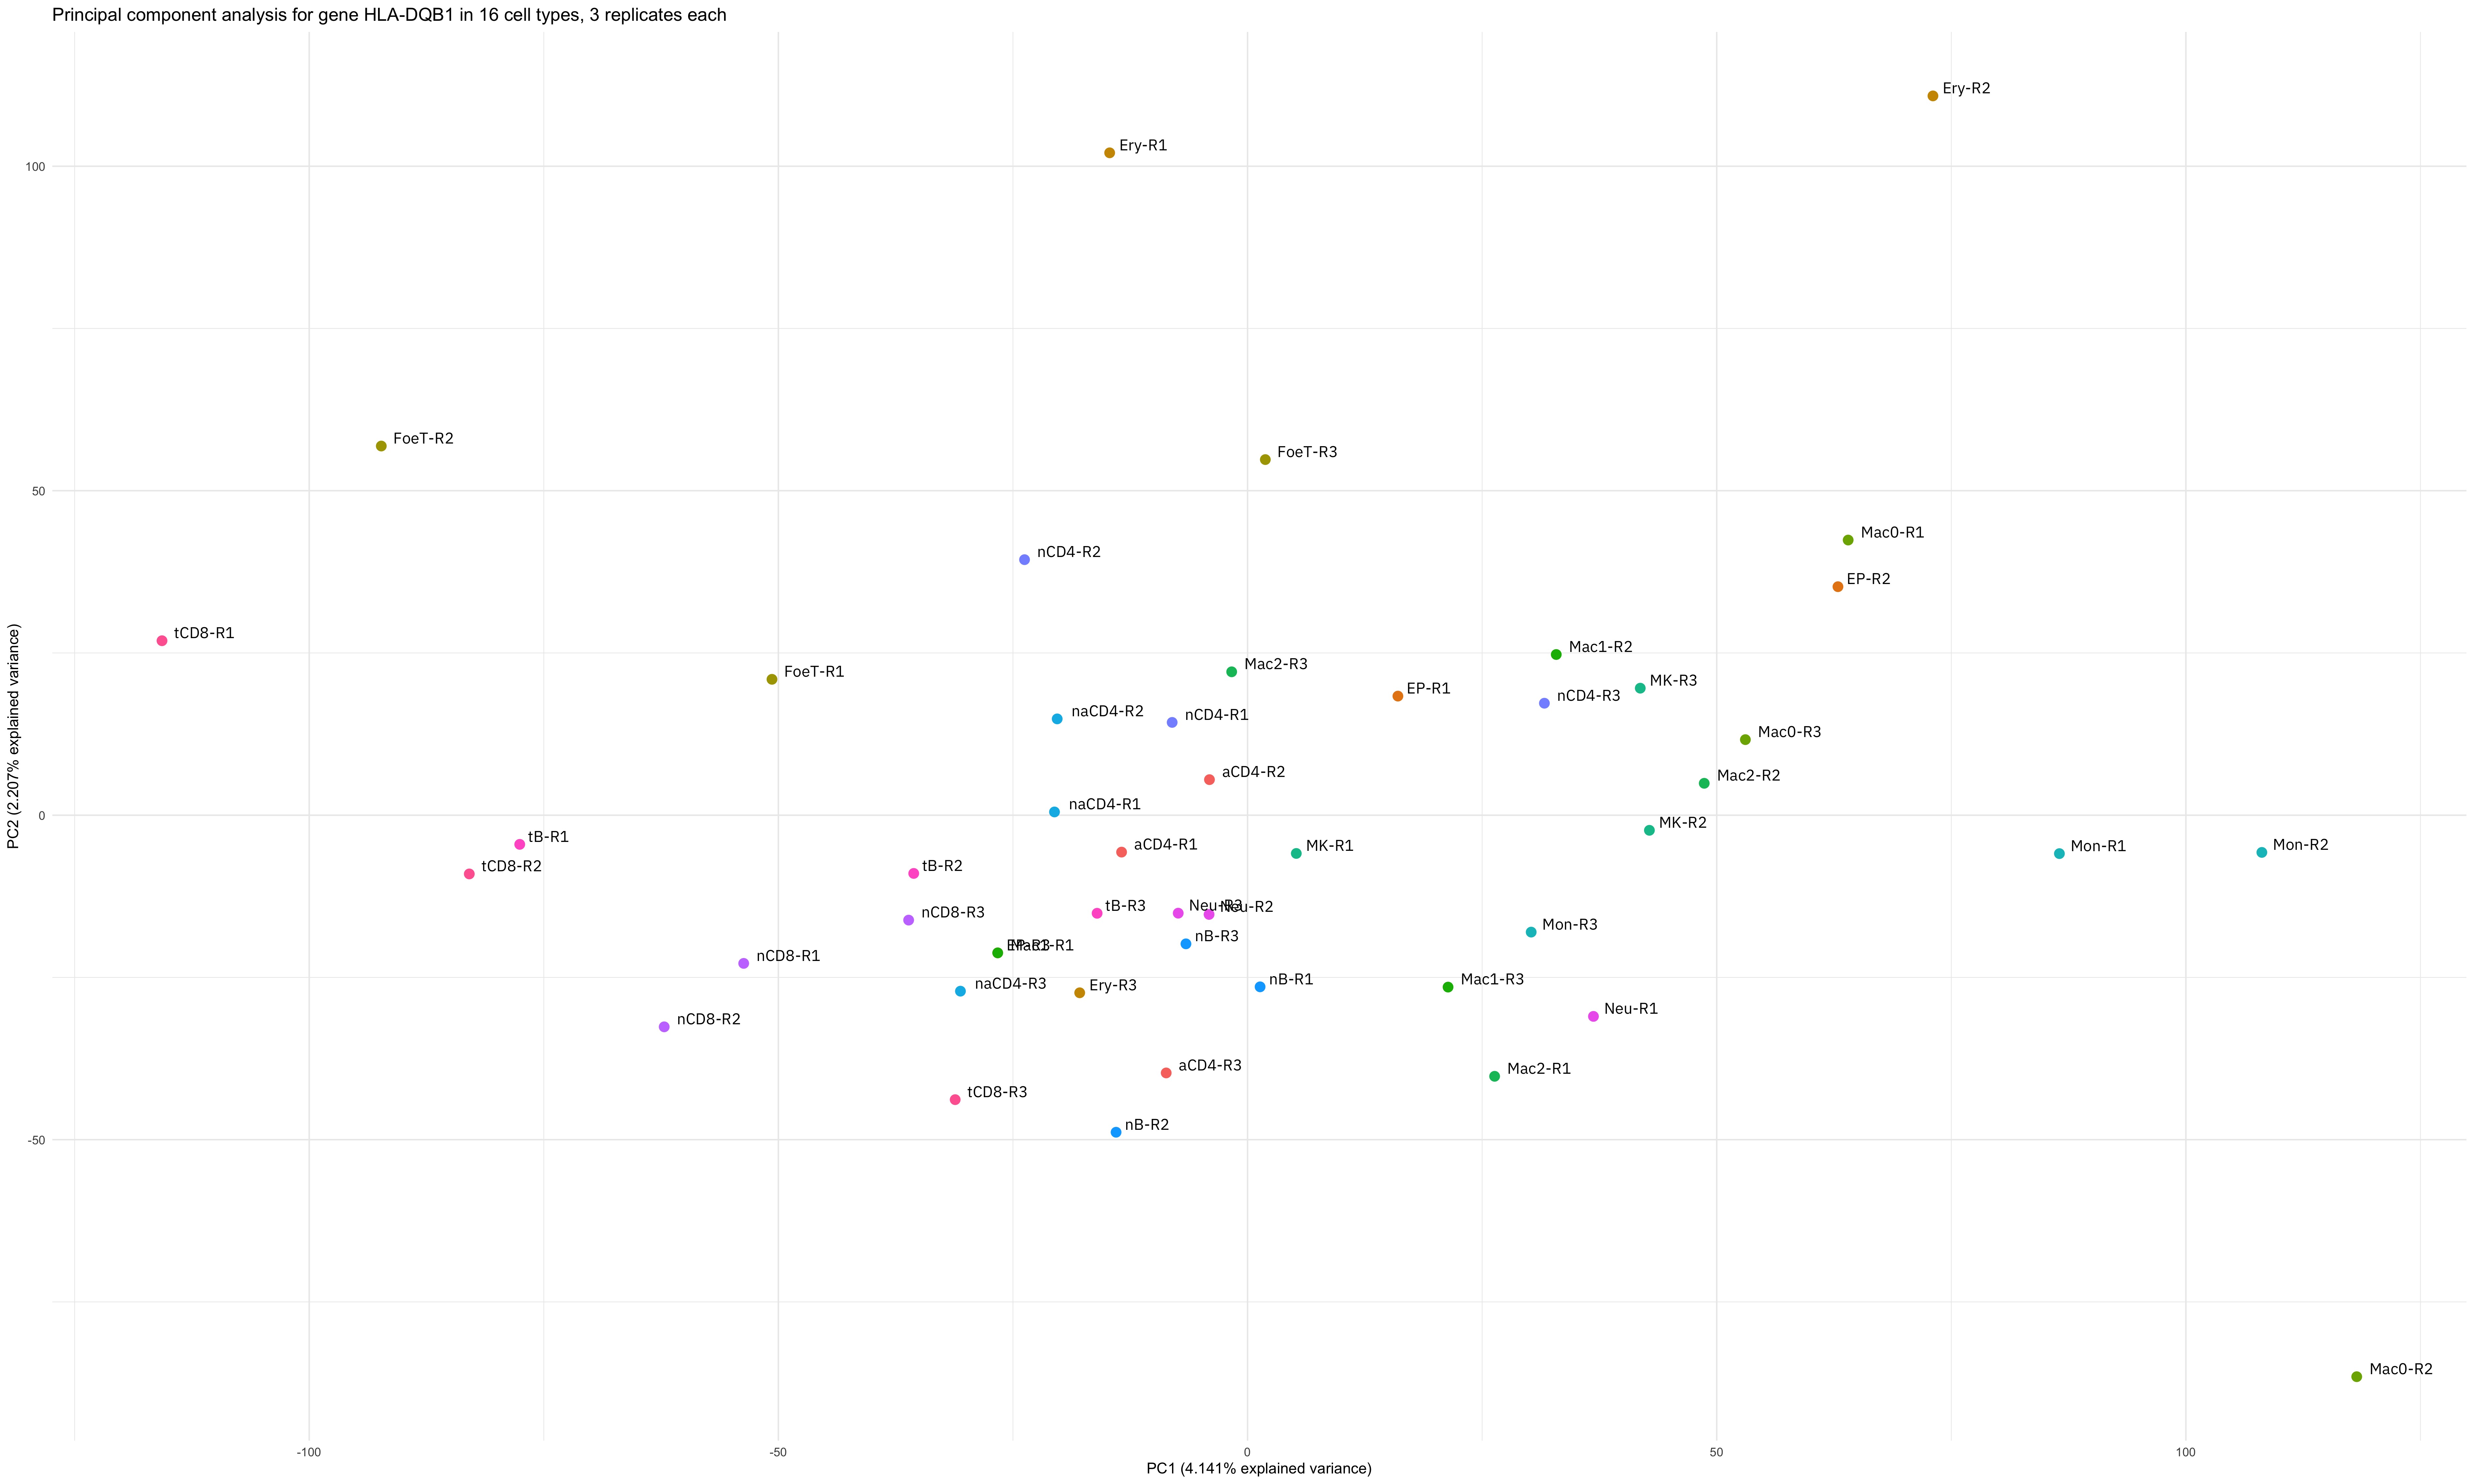 Principal component analysis for gene HLA-DQB1 in 16 cell types, 3 replicates each
Ery-R2
Ery-R1
100
FoeT-R2
FoeT-R3
50
Mac0-R1
nCD4-R2
EP-R2
tCD8-R1
Mac1-R2
Mac2-R3
FoeT-R1
MK-R3
EP-R1
nCD4-R3
naCD4-R2
nCD4-R1
Mac0-R3
aCD4-R2
Mac2-R2
naCD4-R1
0
MK-R2
tB-R1
aCD4-R1
MK-R1
Mon-R1
Mon-R2
tCD8-R2
tB-R2
tB-R3
Neu-R3
Neu-R2
nCD8-R3
Mon-R3
nB-R3
EP-R3
Mac1-R1
nCD8-R1
naCD4-R3
Ery-R3
nB-R1
Mac1-R3
Neu-R1
nCD8-R2
aCD4-R3
Mac2-R1
tCD8-R3
nB-R2
-50
Mac0-R2
-100
-50
0
50
100
PC1 (4.141% explained variance)
PC2 (2.207% explained variance)